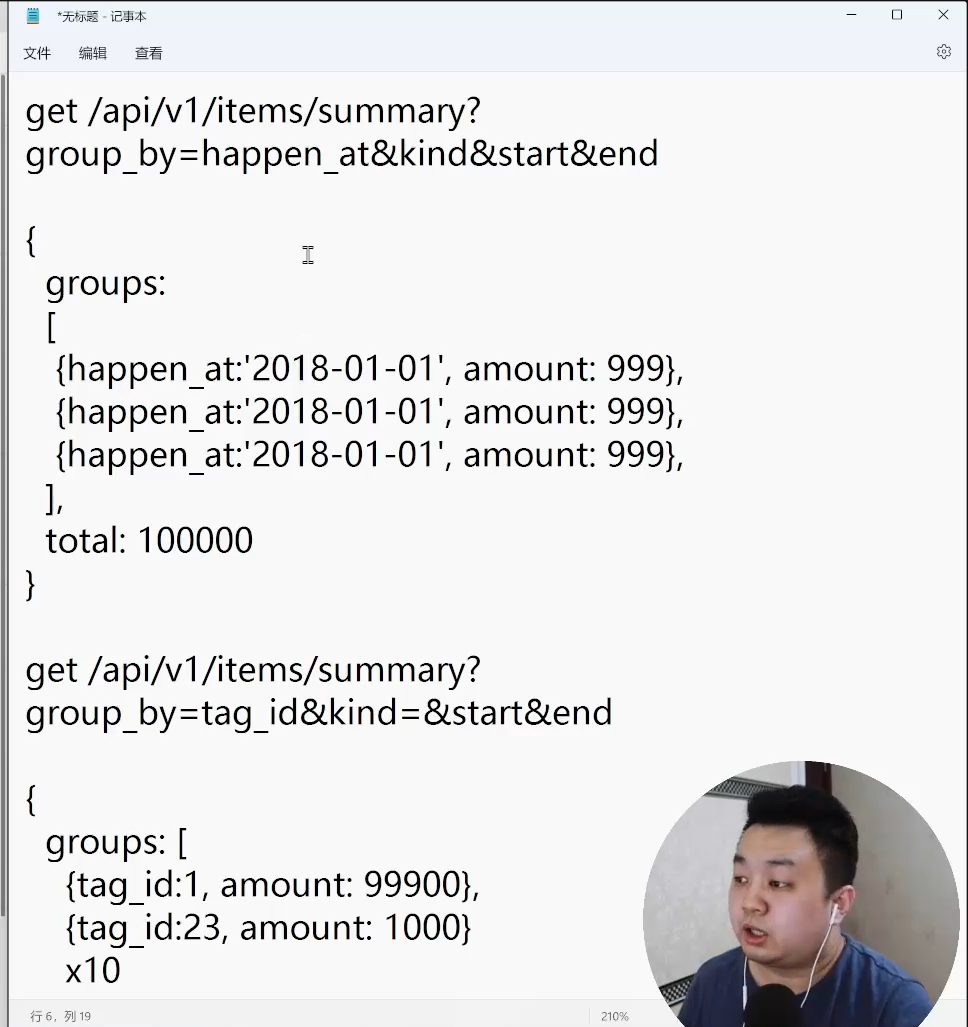 *无标题 - 记事本
文件 编辑 查看
get /api/v1/items/summary?
group_by=happen_at&kind&start&end
{
groups:
[
{happen_at:'2018-01-01', amount: 999},
{happen_at:'2018-01-01', amount: 999},
{happen_at:'2018-01-01', amount: 999},
],
total: 100000
}
get /api/v1/items/summary?
group_by=tag_id&kind=&start&end
{
groups: [
{tag_id:1, amount: 99900},
{tag_id:23, amount: 1000}
x10
行 6，列 19
210%